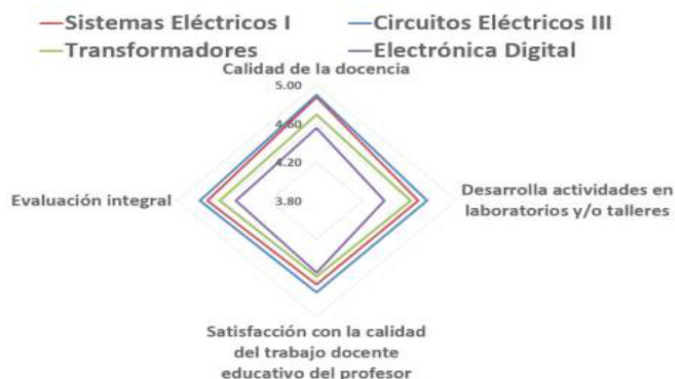 Sistemas Eléctricos I
Circuitos Eléctricos III
Transformadores
Electrónica Digital
Calidad de la docencia
5.00
4.60
4.20
Evaluación integral
3.80
Desarrolla actividades en
laboratorios y/o talleres
Satisfacción con la calidad
del trabajo docente
educativo del profesor